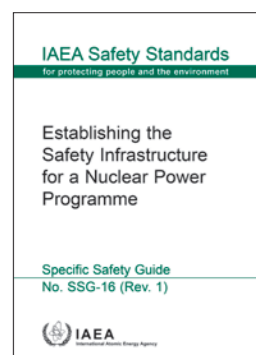 IAEA Safety Standards
for protecting people and the environment
Establishing the
Safety Infrastructure
for a Nuclear Power
Programme
Specific Safety Guide
No. SSG-16 (Rev. 1)
IAEA
International Atomic Energy Agency